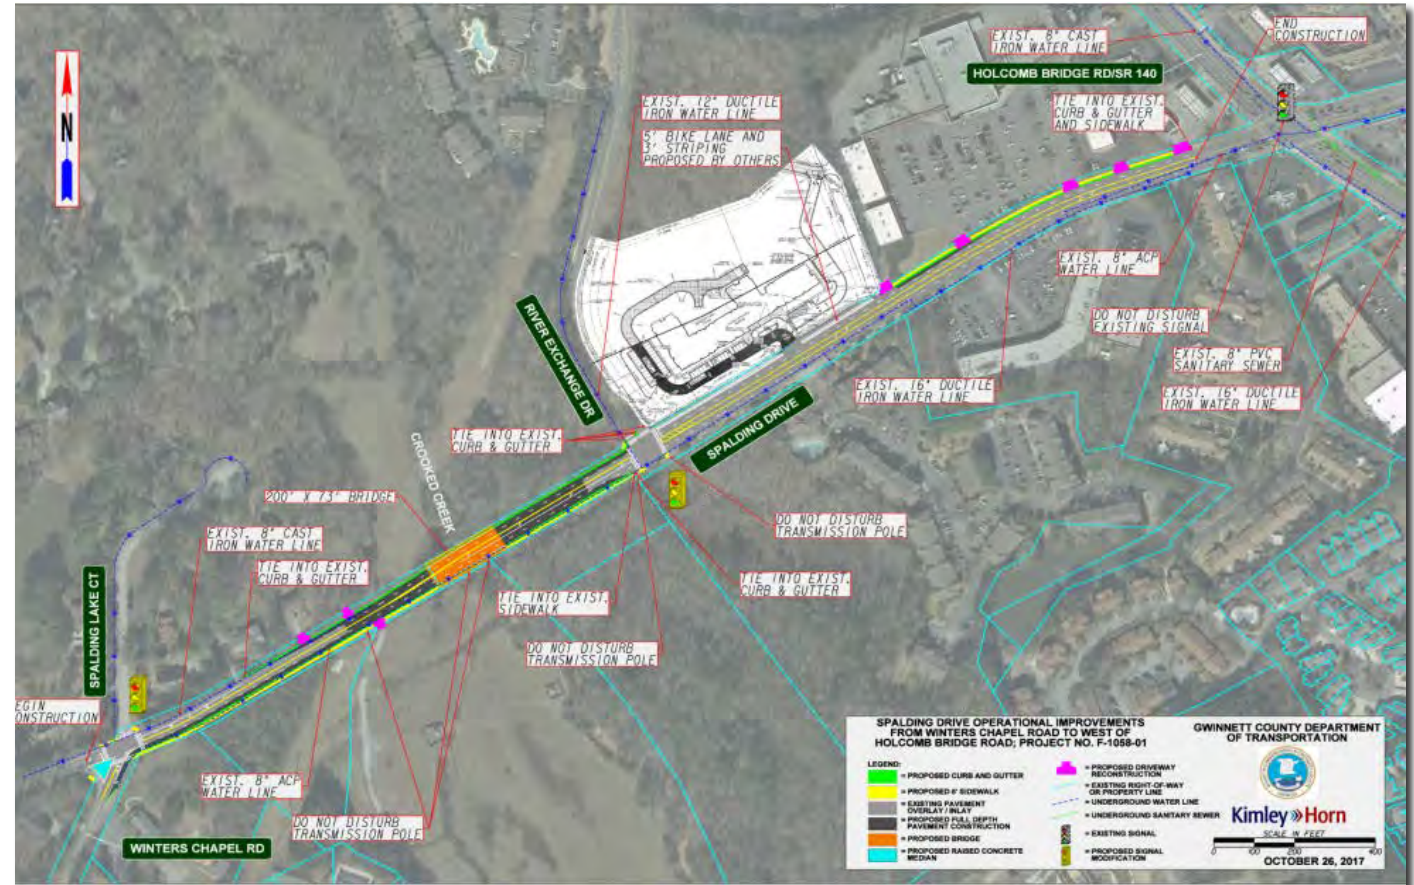 EXIST. 8" CAST
IRON WATER LINE
END
CONSTRUCTION
HOLCOMB BRIDGE RD/SR 140
N
EXIST. 12" DUCTILE
IRON WATER LINE
TIE INTO EXIST.
CURB & GUTTER
AND SIDEWALK
5' BIKE LANE AND
3' STRIPING
PROPOSED BY OTHERS
EXIST. 8" ACP
WATER LINE
RIVER EXCHANGE DR
DO NOT DISTURB
EXISTING SIGNAL
EXIST. 8" PVC
SANITARY SEWER
EXIST. 16" DUCTILE
IRON WATER LINE
EXIST. 16" DUCTILE
IRON WATER LINE
SPALDING DRIVE
TIE INTO EXIST.
CURB & GUTTER
CROOKED CREEK
200' X 73' BRIDGE
DO NOT DISTURB
TRANSMISSION POLE
EXIST. 8" CAST
IRON WATER LINE
TIE INTO EXIST.
CURB & GUTTER
TIE INTO EXIST.
CURB & GUTTER
TIE INTO EXIST.
SIDEWALK
SPALDING LAKE CT
DO NOT DISTURB
TRANSMISSION POLE
EGIN
ONSTRUCTION
EXIST. 8" ACP
WATER LINE
DO NOT DISTURB
TRANSMISSION POLE
WINTERS CHAPEL RD
SPALDING DRIVE OPERATIONAL IMPROVEMENTS
FROM WINTERS CHAPEL ROAD TO WEST OF
HOLCOMB BRIDGE ROAD; PROJECT NO. F-1058-01
GWINNETT COUNTY DEPARTMENT
OF TRANSPORTATION
LEGEND:
= PROPOSED CURB AND GUTTER
= PROPOSED 6' SIDEWALK
= EXISTING PAVEMENT
OVERLAY / INLAY
= PROPOSED FULL DEPTH
PAVEMENT CONSTRUCTION
= PROPOSED BRIDGE
= PROPOSED RAISED CONCRETE
MEDIAN
= PROPOSED DRIVEWAY
RECONSTRUCTION
= EXISTING RIGHT-OF-WAY
OR PROPERTY LINE
= UNDERGROUND WATER LINE
= UNDERGROUND SANITARY SEWER
= EXISTING SIGNAL
= PROPOSED SIGNAL
MODIFICATION
Kimley»Horn
SCALE IN FEET
0 100 200 400
OCTOBER 26, 2017